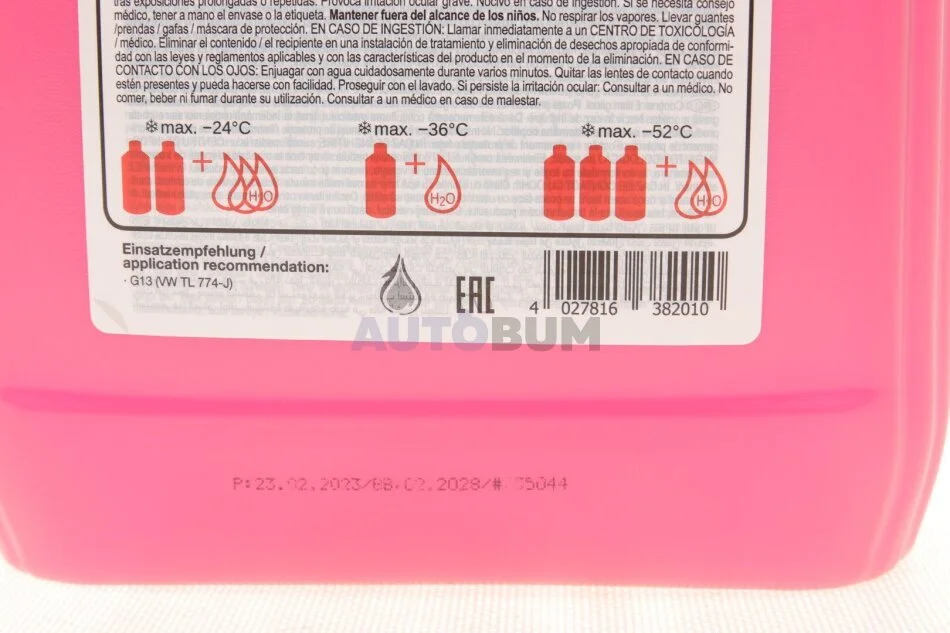 tras exposiciones prolongadas o repetidas. Provoca irritación ocular grave. Nocivo en caso de ingestión. Si se necesita consejo
médico, tener a mano el envase o la etiqueta. Mantener fuera del alcance de los niños. No respirar los vapores. Llevar guantes
/prendas / gafas / máscara de protección. EN CASO DE INGESTIÓN: Llamar inmediatamente a un CENTRO DE TOXICOLOGÍA
/ médico. Eliminar el contenido / el recipiente en una instalación de tratamiento y eliminación de desechos apropiada de conformi-
dad con las leyes y reglamentos aplicables y con las características del producto en el momento de la eliminación. EN CASO DE
CONTACTO CON LOS OJOS: Enjuagar con agua cuidadosamente durante varios minutos. Quitar las lentes de contacto cuando
estén presentes y pueda hacerse con facilidad. Proseguir con el lavado. Si persiste la irritación ocular: Consultar a un médico. No
comer, beber ni fumar durante su utilización. Consultar a un médico en caso de malestar.
max. –24°C max. –36°C max. –52°C
+ H2O + H2O + H2O
Einsatzempfehlung /
application recommendation:
· G13 (VW TL 774-J)
EAC
4 027816 382010
AUTOBUM
P:23.02.2023/ .02.2028/# 5044